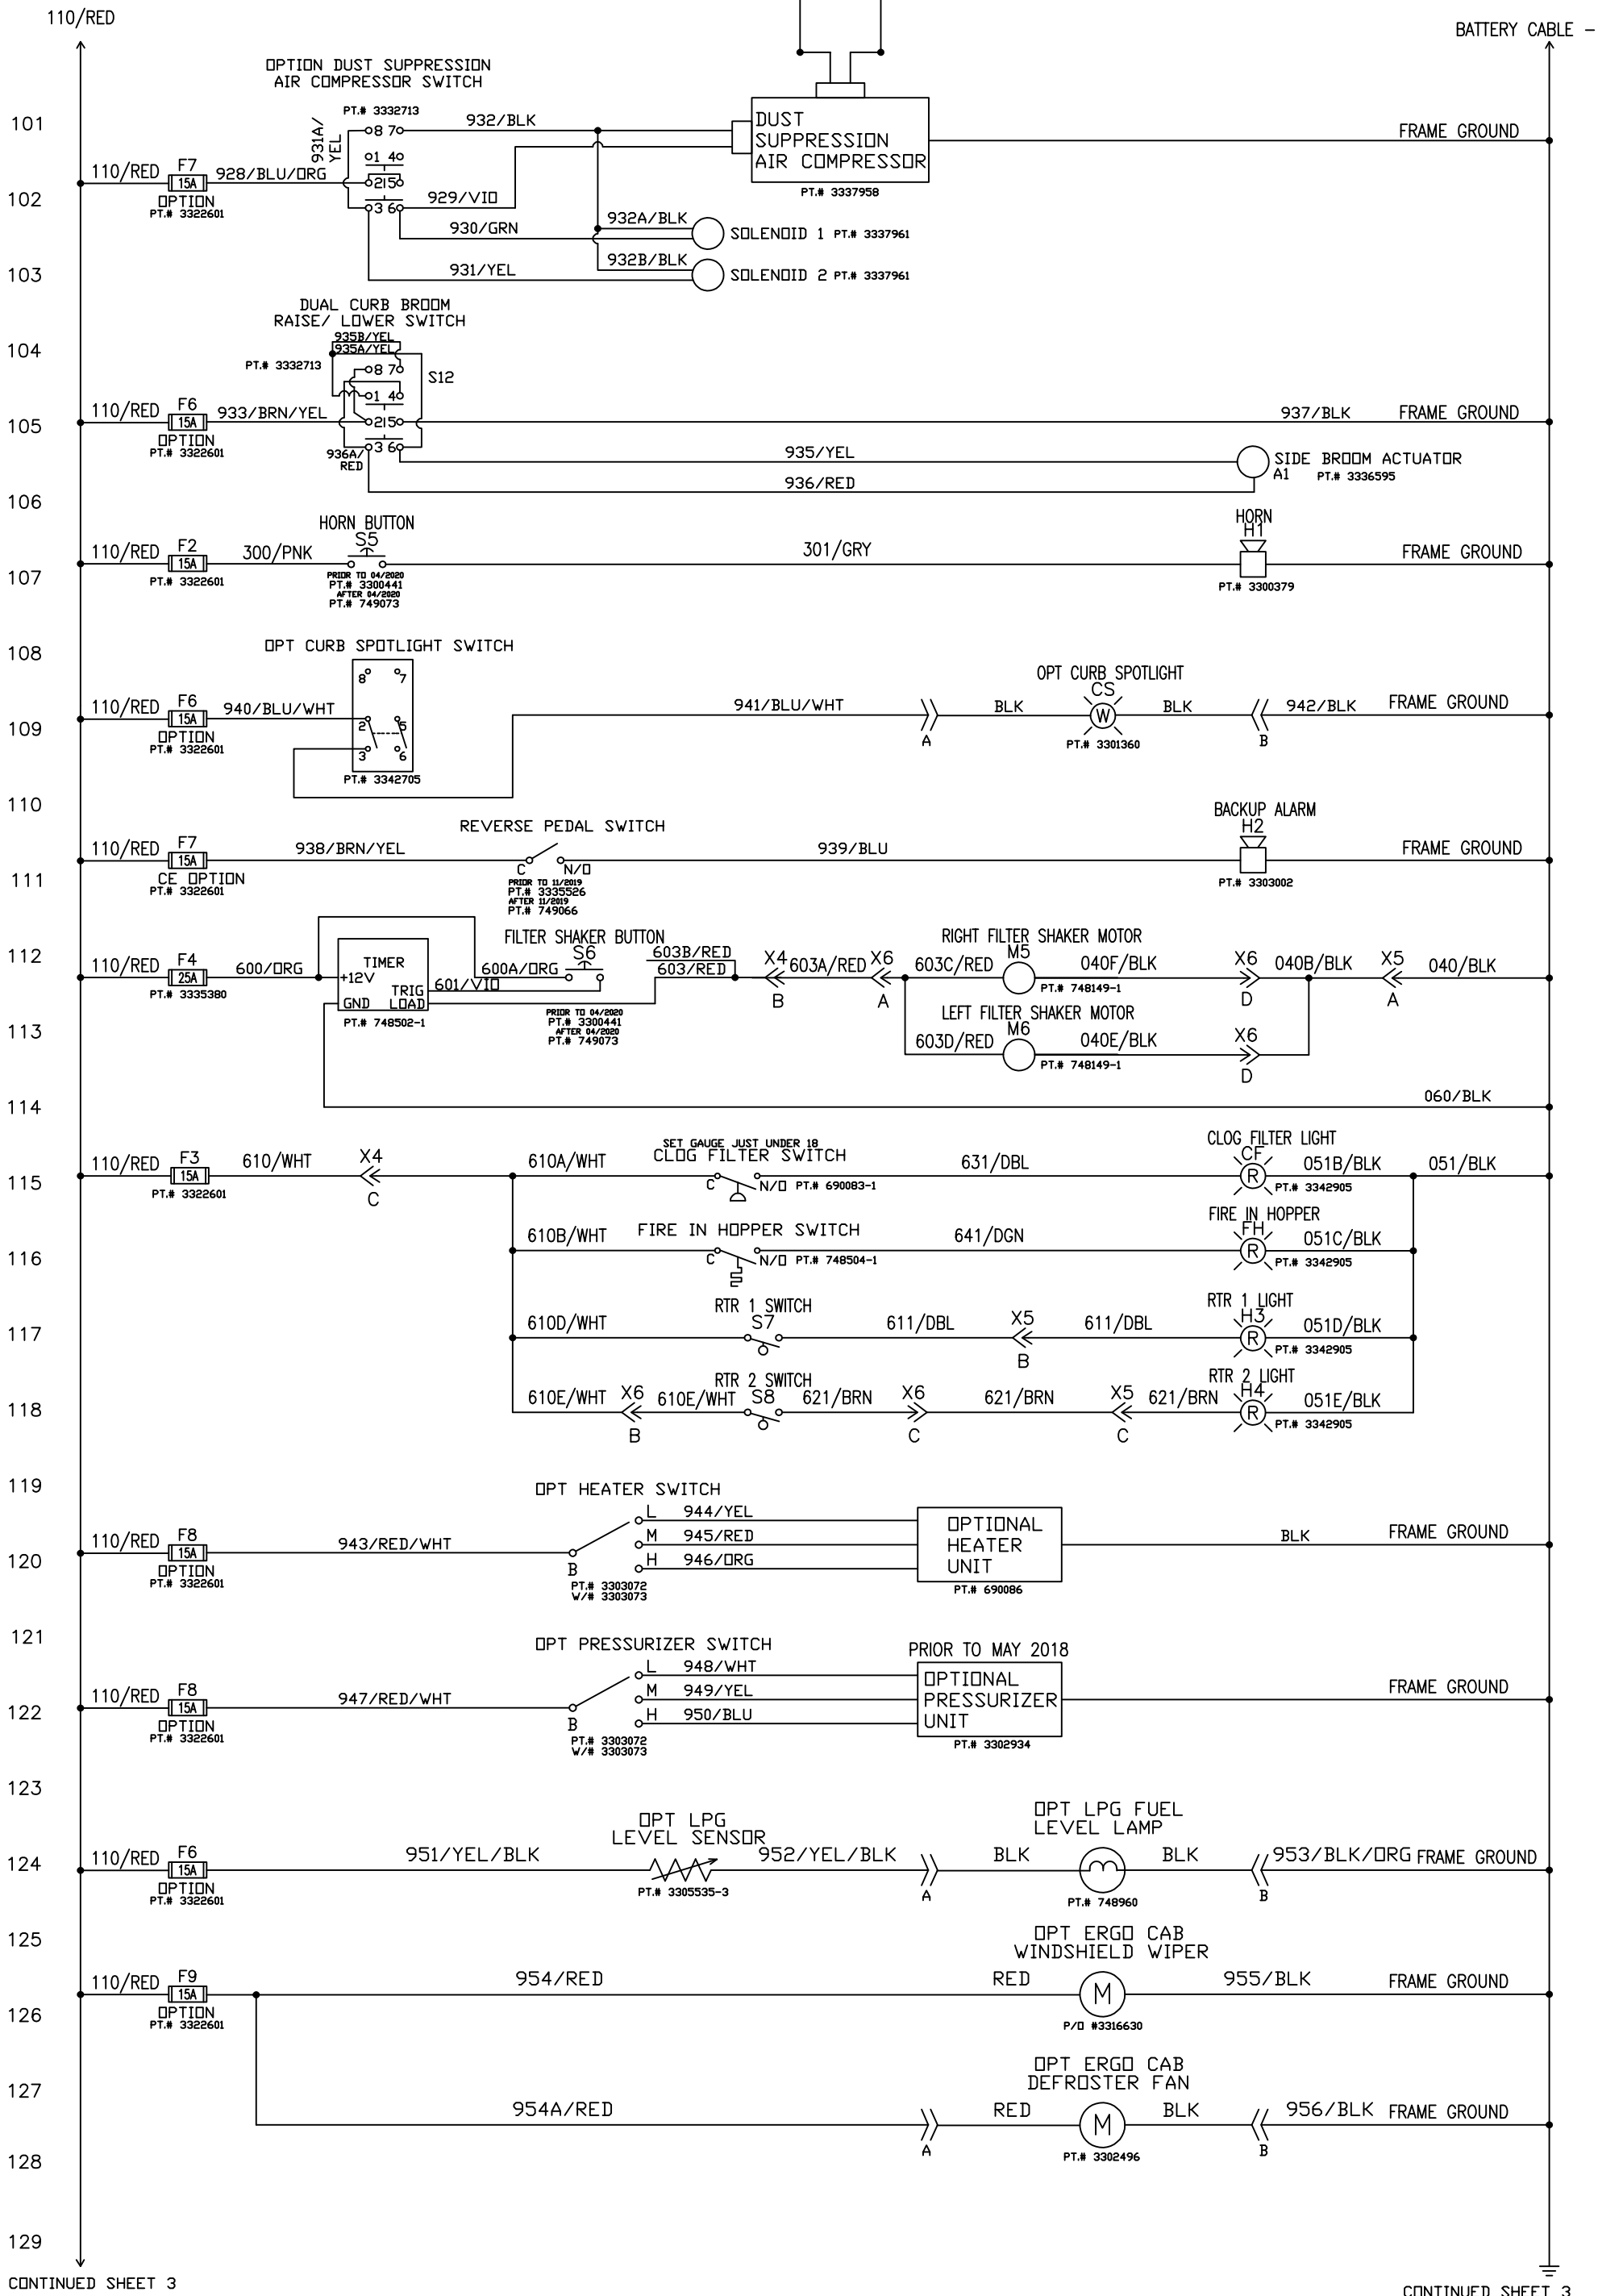 110/RED
BATTERY CABLE -
OPTION DUST SUPPRESSION
AIR COMPRESSOR SWITCH
PT.# 3332713
101
931A/
YEL
8 7
932/BLK
DUST
SUPPRESSION
AIR COMPRESSOR
FRAME GROUND
1 4
110/RED
F7
15A
928/BLU/ORG
2 5
PT.# 3337958
102
OPTION
PT.# 3322601
3 6
929/VIO
930/GRN
932A/BLK
SOLENOID 1 PT.# 3337961
103
931/YEL
932B/BLK
SOLENOID 2 PT.# 3337961
DUAL CURB BROOM
RAISE/ LOWER SWITCH
935B/YEL
935A/YEL
104
PT.# 3332713
8 7
S12
1 4
110/RED
F6
15A
933/BRN/YEL
2 5
937/BLK
FRAME GROUND
105
OPTION
PT.# 3322601
3 6
936A/
RED
935/YEL
SIDE BROOM ACTUATOR
A1
PT.# 3336595
936/RED
106
HORN BUTTON
S5
HORN
H1
110/RED
F2
15A
300/PNK
301/GRY
FRAME GROUND
107
PT.# 3322601
PRIOR TO 04/2020
PT.# 3300441
AFTER 04/2020
PT.# 749073
PT.# 3300379
108
OPT CURB SPOTLIGHT SWITCH
8 7
OPT CURB SPOTLIGHT
CS
110/RED
F6
15A
940/BLU/WHT
2 5
941/BLU/WHT
BLK
W
BLK
942/BLK
FRAME GROUND
109
OPTION
PT.# 3322601
3 6
A
PT.# 3301360
B
PT.# 3342705
110
REVERSE PEDAL SWITCH
BACKUP ALARM
H2
110/RED
F7
15A
938/BRN/YEL
C
N/O
939/BLU
FRAME GROUND
111
CE OPTION
PT.# 3322601
PRIOR TO 11/2019
PT.# 3335526
AFTER 11/2019
PT.# 749066
PT.# 3303002
112
FILTER SHAKER BUTTON
S6
RIGHT FILTER SHAKER MOTOR
M5
110/RED
F4
25A
600/ORG
TIMER
+12V
TRIG
GND
LOAD
600A/ORG
601/VIO
603B/RED
603/RED
X4
B
603A/RED
X6
A
603C/RED
040F/BLK
X6
D
040B/BLK
X5
A
040/BLK
PT.# 3335380
PT.# 748502-1
PRIOR TO 04/2020
PT.# 3300441
AFTER 04/2020
PT.# 749073
PT.# 748149-1
113
LEFT FILTER SHAKER MOTOR
M6
603D/RED
040E/BLK
X6
D
PT.# 748149-1
114
060/BLK
SET GAUGE JUST UNDER 18
CLOG FILTER SWITCH
CLOG FILTER LIGHT
CF
110/RED
F3
15A
610/WHT
X4
C
610A/WHT
C
N/O PT.# 690083-1
631/DBL
R
051B/BLK
051/BLK
115
PT.# 3322601
PT.# 3342905
FIRE IN HOPPER SWITCH
FIRE IN HOPPER
FH
116
610B/WHT
C
N/O PT.# 748504-1
641/DGN
R
051C/BLK
PT.# 3342905
RTR 1 SWITCH
S7
RTR 1 LIGHT
H3
117
610D/WHT
611/DBL
X5
B
611/DBL
R
051D/BLK
PT.# 3342905
RTR 2 SWITCH
S8
RTR 2 LIGHT
H4
118
610E/WHT
X6
B
610E/WHT
621/BRN
X6
C
621/BRN
X5
C
621/BRN
R
051E/BLK
PT.# 3342905
119
OPT HEATER SWITCH
L
944/YEL
M
945/RED
H
946/ORG
OPTIONAL
HEATER
UNIT
110/RED
F8
15A
943/RED/WHT
B
BLK
FRAME GROUND
120
OPTION
PT.# 3322601
PT.# 3303072
W/# 3303073
PT.# 690086
121
OPT PRESSURIZER SWITCH
PRIOR TO MAY 2018
L
948/WHT
M
949/YEL
H
950/BLU
OPTIONAL
PRESSURIZER
UNIT
110/RED
F8
15A
947/RED/WHT
B
FRAME GROUND
122
OPTION
PT.# 3322601
PT.# 3303072
W/# 3303073
PT.# 3302934
123
OPT LPG
LEVEL SENSOR
OPT LPG FUEL
LEVEL LAMP
110/RED
F6
15A
951/YEL/BLK
952/YEL/BLK
BLK
BLK
953/BLK/ORG
FRAME GROUND
124
OPTION
PT.# 3322601
PT.# 3305535-3
A
PT.# 748960
B
125
OPT ERGO CAB
WINDSHIELD WIPER
110/RED
F9
15A
954/RED
RED
M
955/BLK
FRAME GROUND
126
OPTION
PT.# 3322601
P/O #3316630
127
OPT ERGO CAB
DEFROSTER FAN
954A/RED
RED
M
BLK
956/BLK
FRAME GROUND
A
B
128
PT.# 3302496
129
CONTINUED SHEET 3
CONTINUED SHEET 3